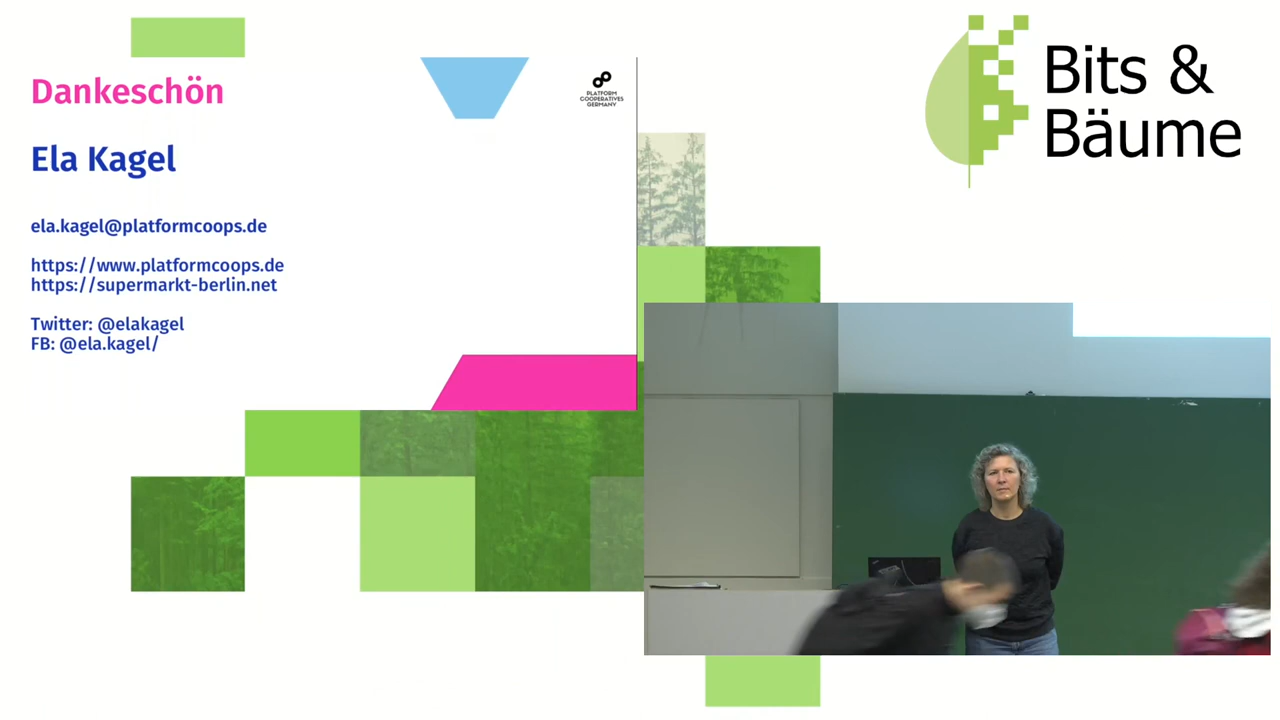 Dankeschön
Ela Kagel
ela.kagel@platformcoops.de
https://www.platformcoops.de
https://supermarkt-berlin.net
Twitter: @elakagel
FB: @ela.kagel/
PLATFORM
COOPERATIVES
GERMANY
Bits &
Bäume